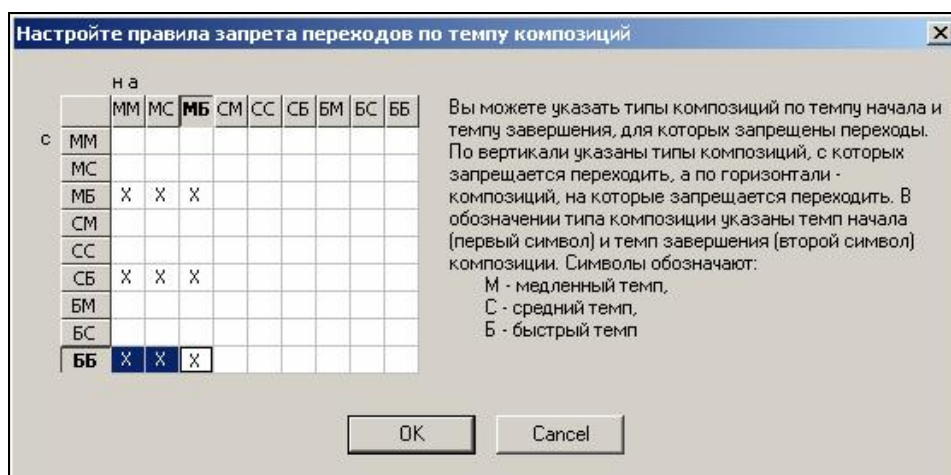 Настройте правила запрета переходов по темпу композиций
на
ММ МС МБ СМ СС СБ БМ БС ББ
с ММ
МС
МБ X X X
СМ
СС
СБ X X X
БМ
БС
ББ X X X
Вы можете указать типы композиций по темпу начала и
темпу завершения, для которых запрещены переходы.
По вертикали указаны типы композиций, с которых
запрещается переходить, а по горизонтали -
композиций, на которые запрещается переходить. В
обозначении типа композиции указаны темп начала
(первый символ) и темп завершения (второй символ)
композиции. Символы обозначают:
М - медленный темп,
С - средний темп,
Б - быстрый темп
OK Cancel